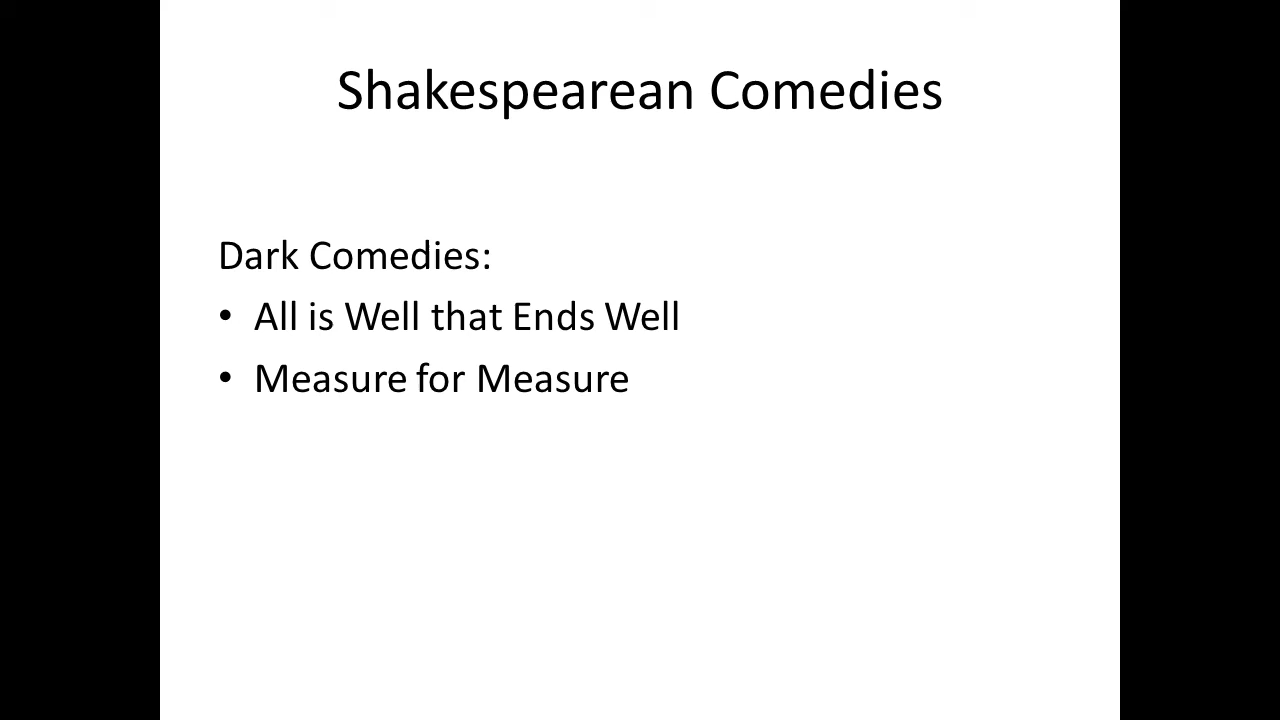 Shakespearean Comedies
Dark Comedies:
• All is Well that Ends Well
• Measure for Measure